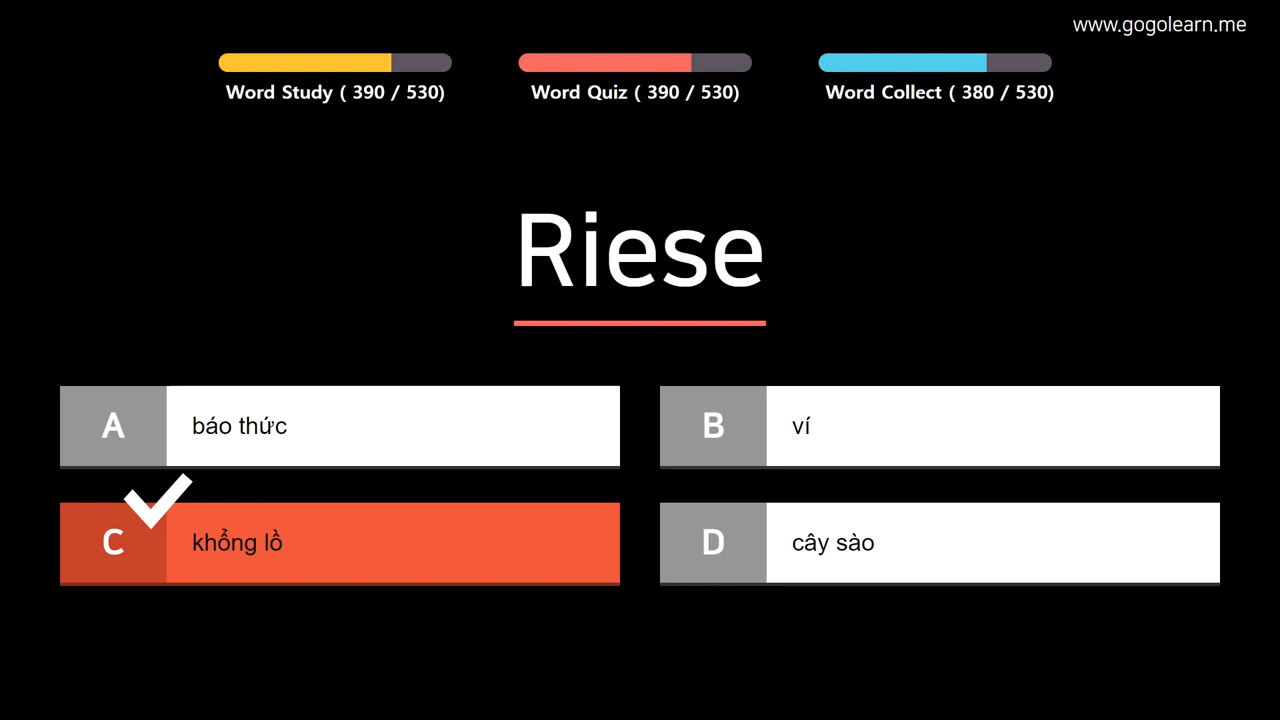 www.gogolearn.me
Word Study ( 390 / 530)
Word Quiz ( 390 / 530)
Word Collect ( 380 / 530)
Riese
A
báo thức
B
ví
C
khổng lồ
D
cây sào